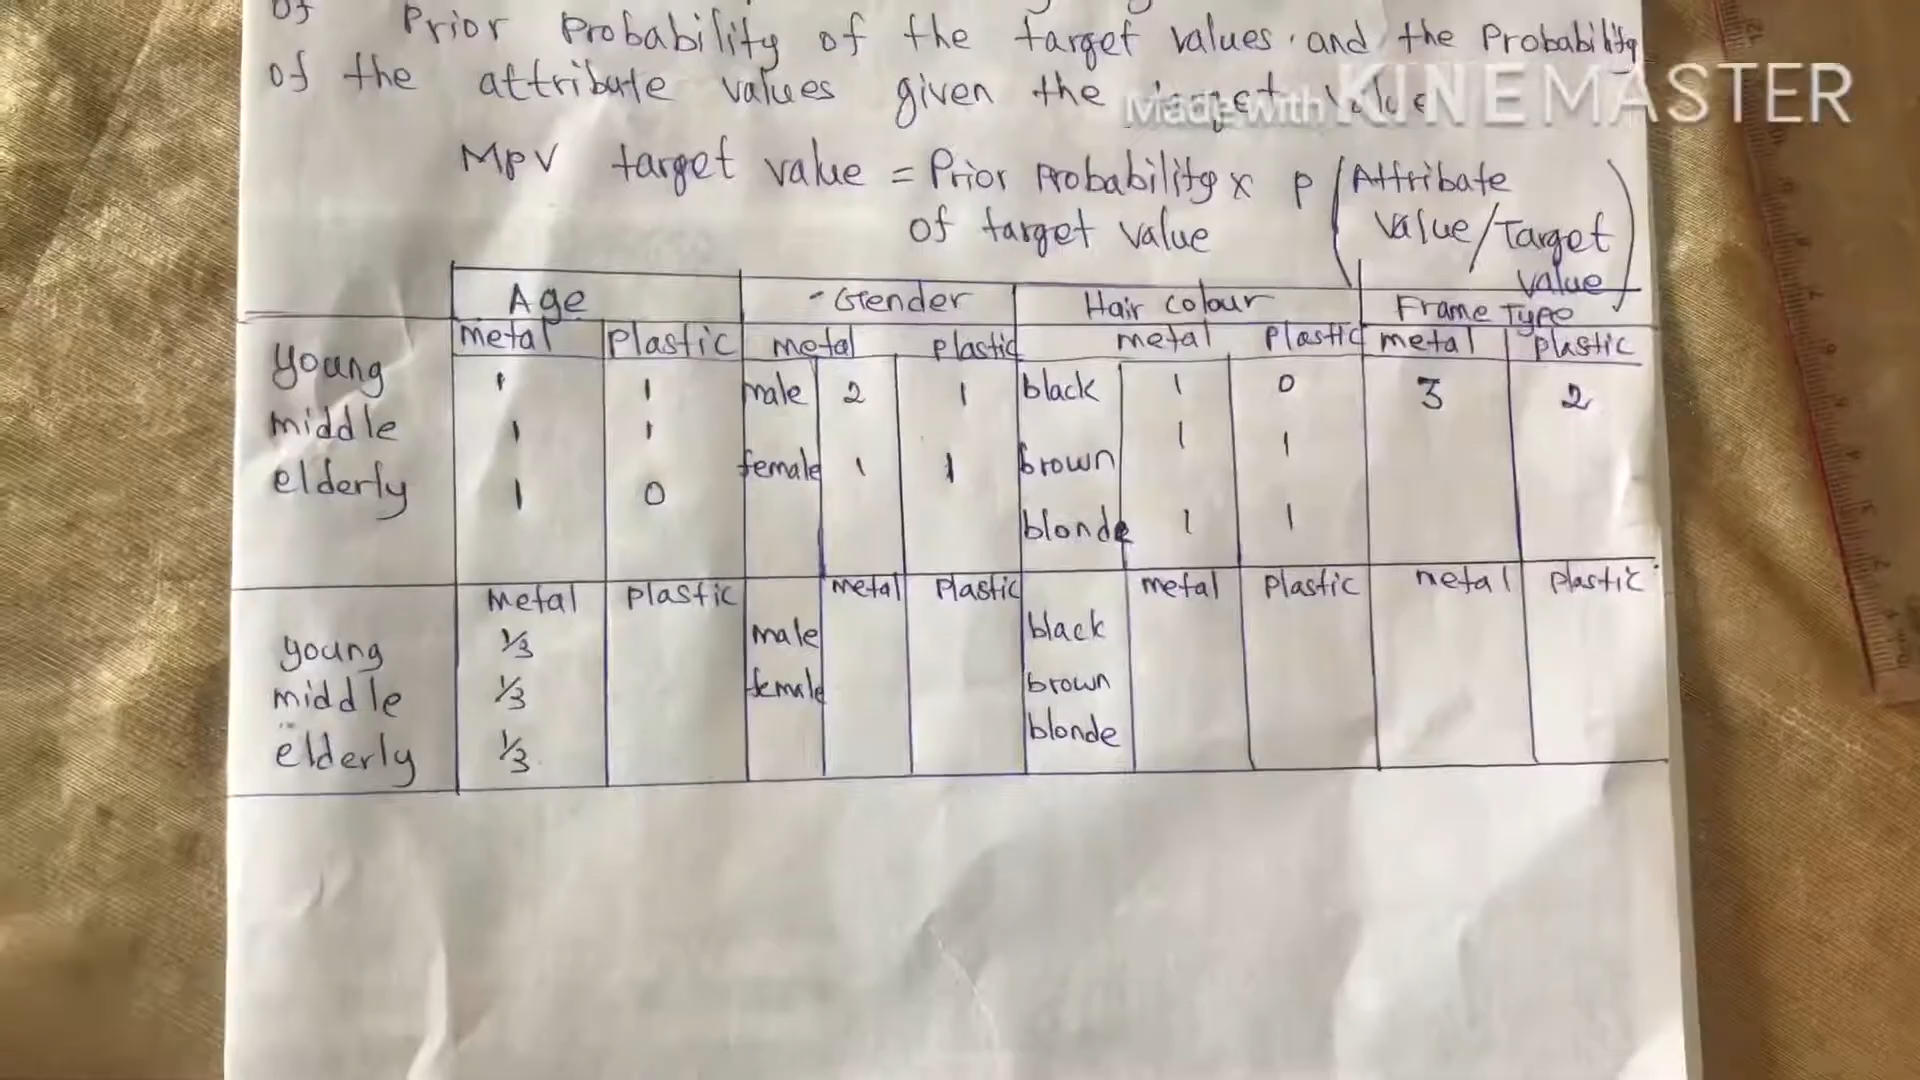 of Prior Probability of the target values and the Probability
of the attribute values given the target value
Made with KINEMASTER
MPV target value = Prior Probability x P (Attribute
of target value Value/Target
value)
Age Gender Hair colour Frame Type
metal Plastic metal Plastic metal Plastic metal Plastic
young 1 1 male 2 1 black 1 0 3 2
middle 1 1 female 1 1 brown 1 1
elderly 1 0 blonde 1 1
metal Plastic metal Plastic metal Plastic metal Plastic
young 1/3 male black
middle 1/3 female brown
elderly 1/3 blonde